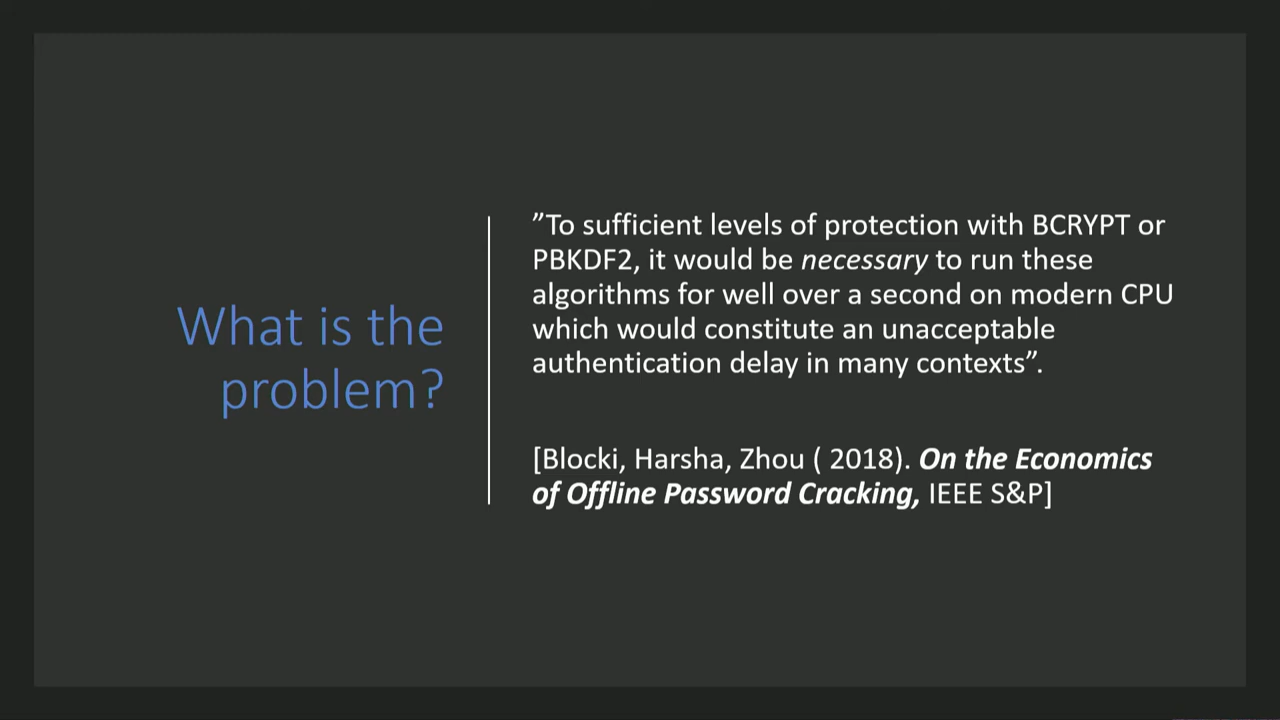 What is the
problem?
”To sufficient levels of protection with BCRYPT or
PBKDF2, it would be necessary to run these
algorithms for well over a second on modern CPU
which would constitute an unacceptable
authentication delay in many contexts”.
[Blocki, Harsha, Zhou ( 2018). On the Economics
of Offline Password Cracking, IEEE S&P]